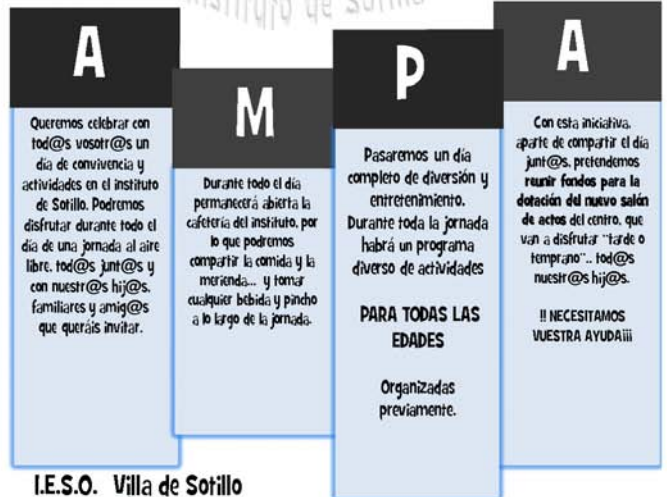 Instituto de Sotillo
A
Queremos celebrar con
tod@s vosotr@s un
día de convivencia y
actividades en el instituto
de Sotillo. Podremos
disfrutar durante todo el
día de una jornada al aire
libre, tod@s junt@s y
con nuestr@s hij@s,
familiares y amig@s
que queráis invitar.
M
Durante todo el día
permanecerá abierta la
cafetería del instituto, por
lo que podremos
compartir la comida y la
merienda... y tomar
cualquier bebida y pincho
a lo largo de la jornada.
P
Pasaremos un día
completo de diversión y
entretenimiento.
Durante toda la jornada
habrá un programa
diverso de actividades
PARA TODAS LAS
EDADES
Organizadas
previamente.
A
Con esta iniciativa,
aparte de compartir el día
junt@s, pretendemos
reunir fondos para la
dotación del nuevo salón
de actos del centro, que
van a disfrutar "tarde o
temprano".. tod@s
nuestr@s hij@s.
!! NECESITAMOS
VUESTRA AYUDA¡¡¡
I.E.S.O. Villa de Sotillo